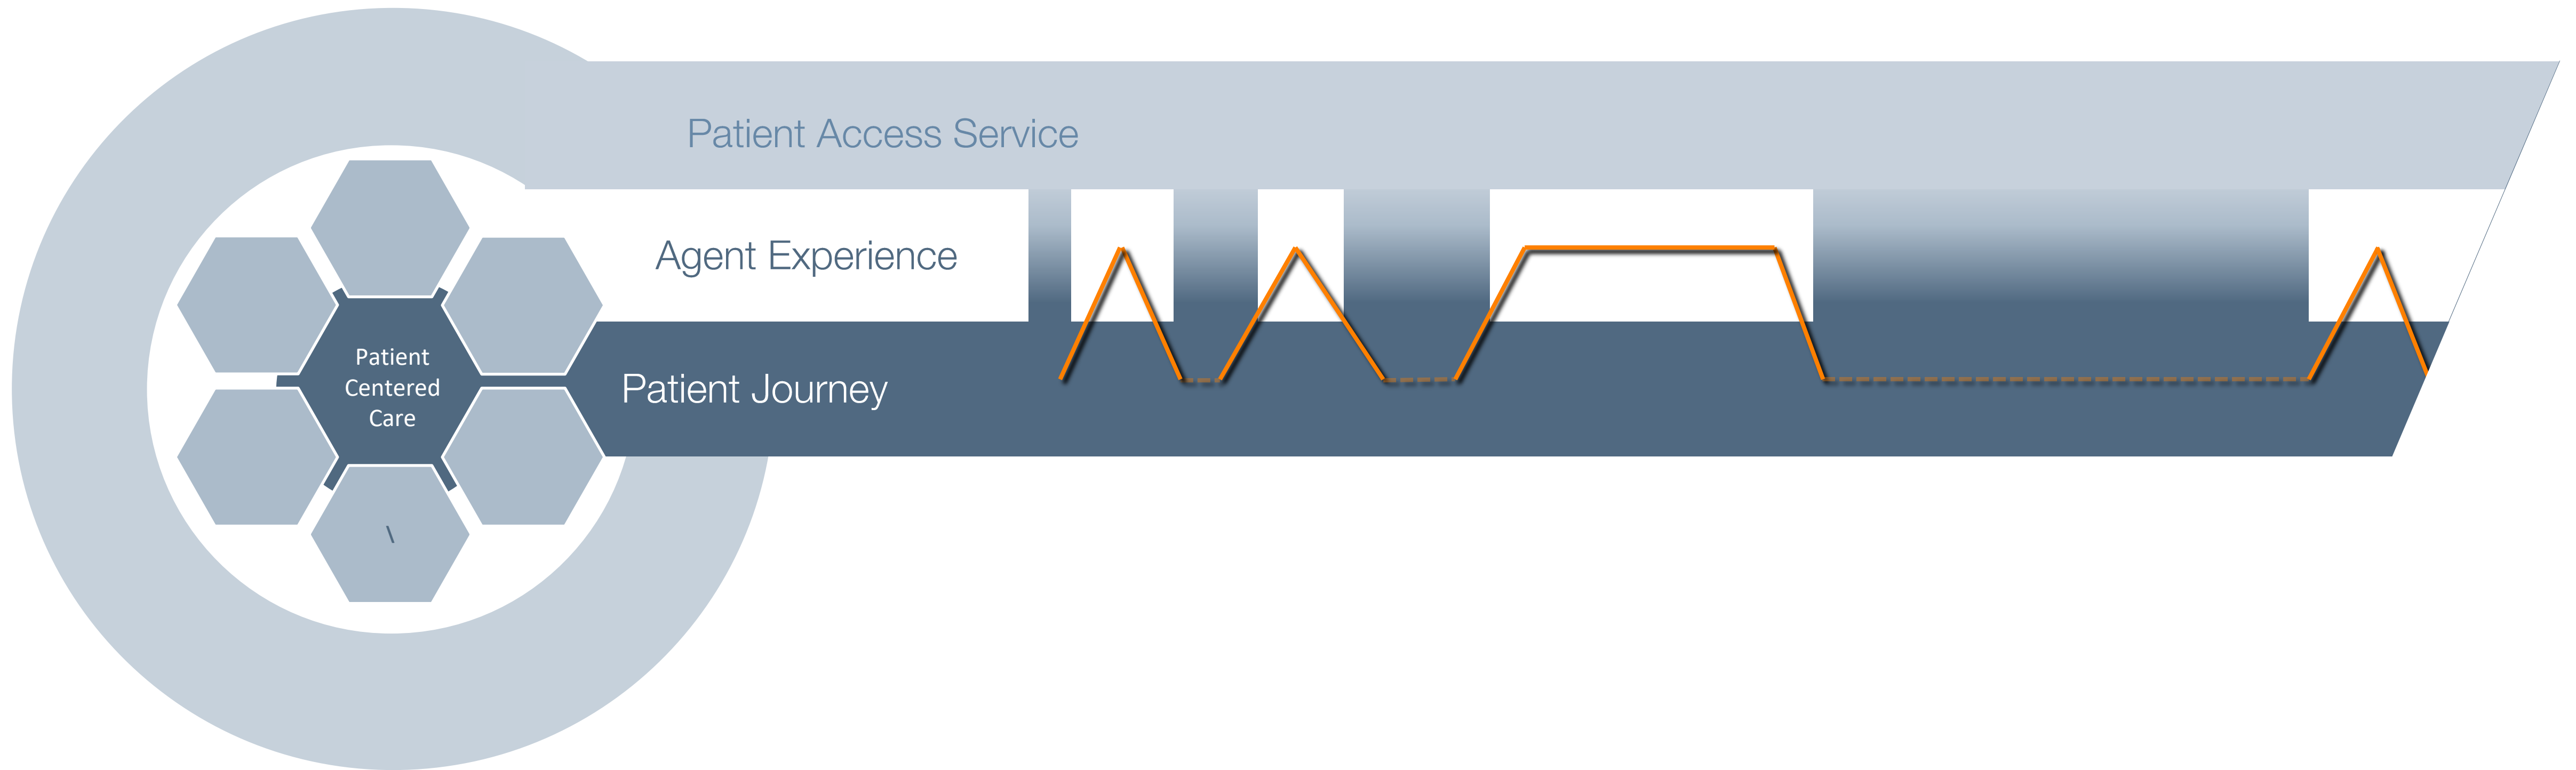 Patient Access Service
Agent Experience
Patient
Centered
Care
Patient Journey
\